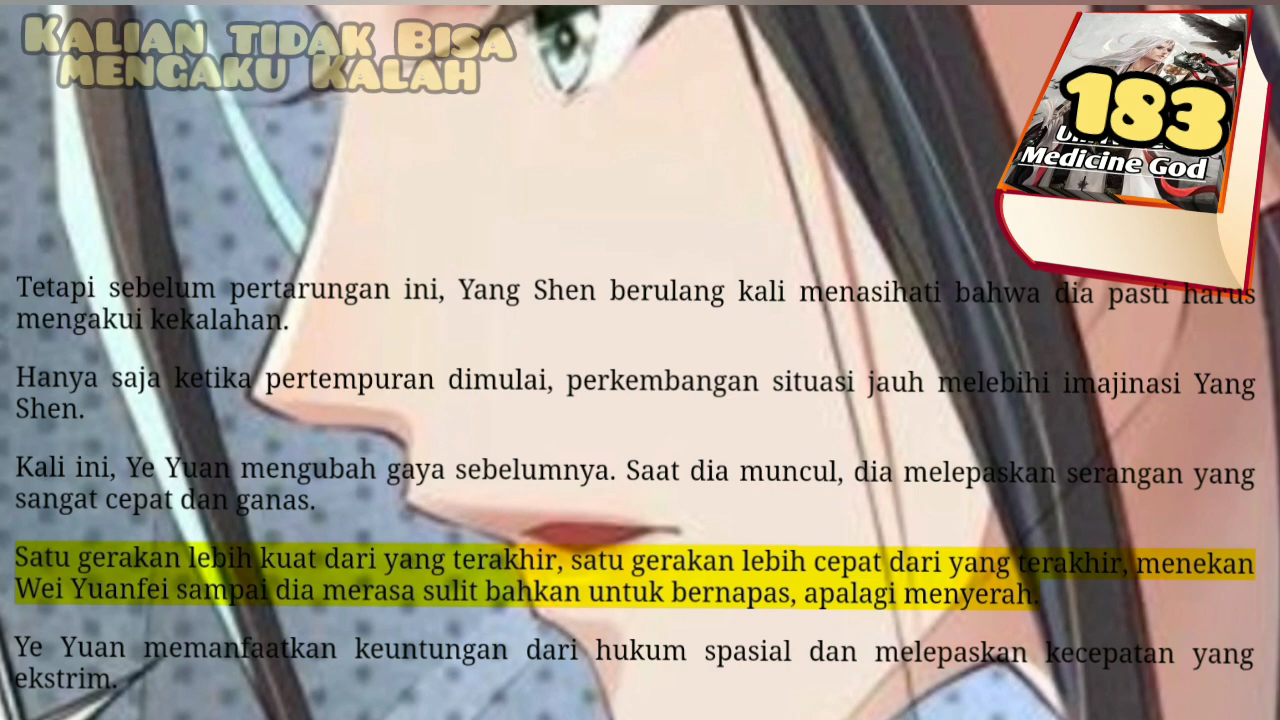 Kalian tidak Bisa
mengaku Kalah
183
Medicine God
Tetapi sebelum pertarungan ini, Yang Shen berulang kali menasihati bahwa dia pasti harus
mengakui kekalahan.
Hanya saja ketika pertempuran dimulai, perkembangan situasi jauh melebihi imajinasi Yang
Shen.
Kali ini, Ye Yuan mengubah gaya sebelumnya. Saat dia muncul, dia melepaskan serangan yang
sangat cepat dan ganas.
Satu gerakan lebih kuat dari yang terakhir, satu gerakan lebih cepat dari yang terakhir, menekan
Wei Yuanfei sampai dia merasa sulit bahkan untuk bernapas, apalagi menyerah.
Ye Yuan memanfaatkan keuntungan dari hukum spasial dan melepaskan kecepatan yang
ekstrim.